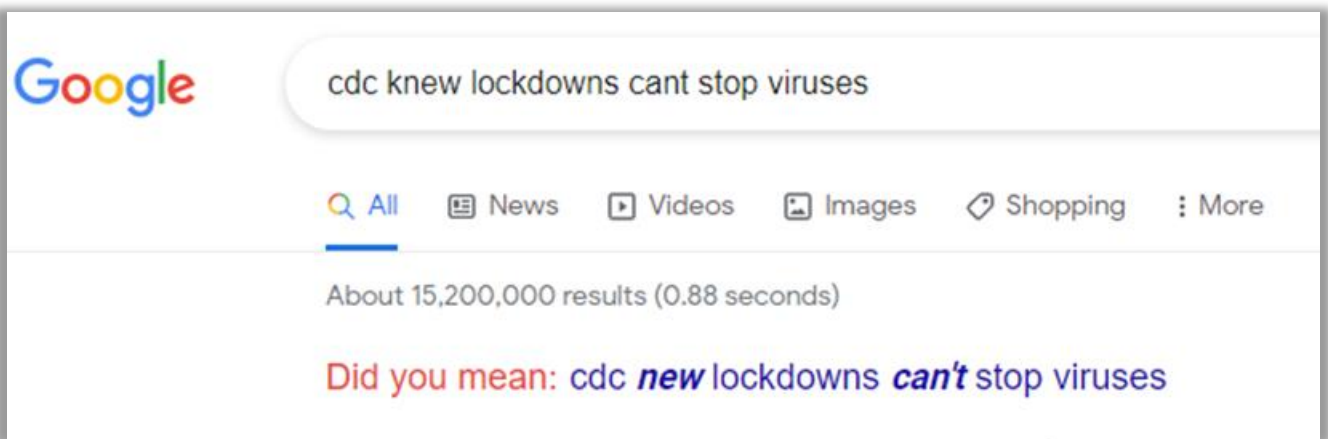 Google
cdc knew lockdowns cant stop viruses
All News Videos Images Shopping More
About 15,200,000 results (0.88 seconds)
Did you mean: cdc new lockdowns can't stop viruses